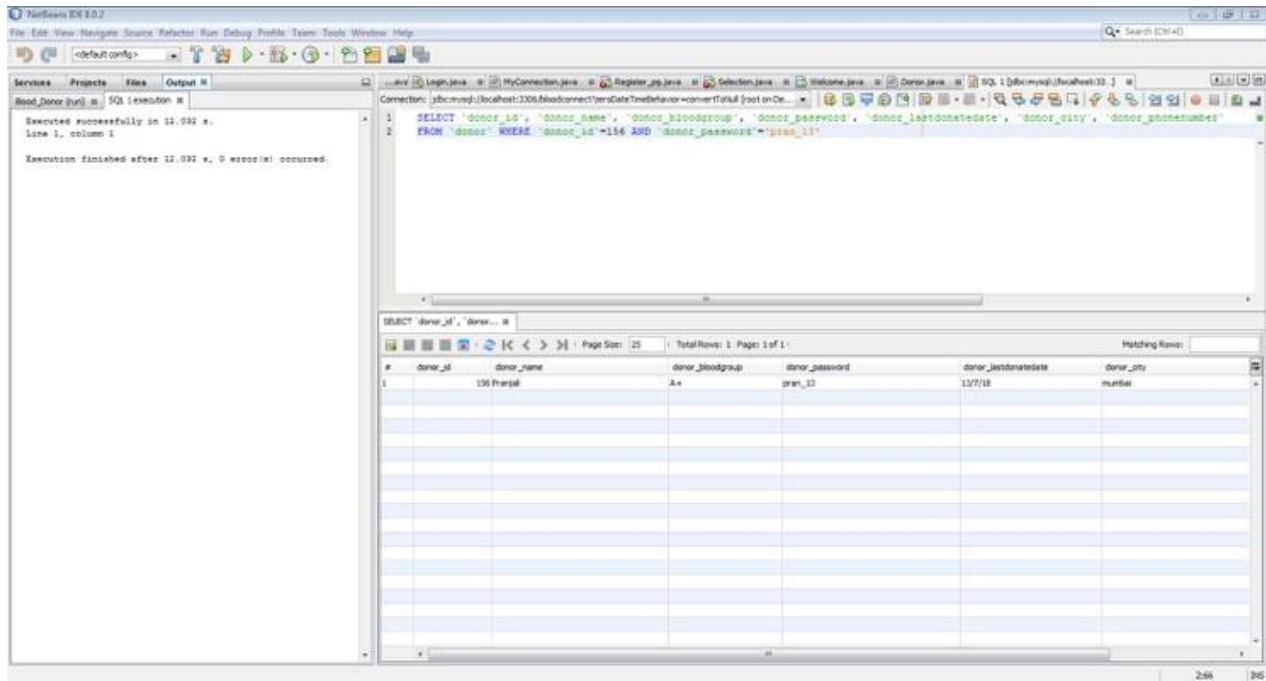 NetBeans IDE 8.0.2
File Edit View Navigate Source Refactor Run Debug Profile Team Tools Window Help
Search (Ctrl+I)
<default config>
Services Projects Files Output
Blood_Donor (run) SQL 1 execution
Executed successfully in 12.092 s.
Line 1, column 1
Execution finished after 12.092 s, 0 error(s) occurred.
Login.java MyConnection.java Register_pg.java Selection.java Welcome.java Donor.java SQL 1 [jdbc:mysql://localhost:33...]
Connection: jdbc:mysql://localhost:3306/bloodconnect?zeroDateTimeBehavior=convertToNull [root on De...
1 SELECT `donor_id`, `donor_name`, `donor_bloodgroup`, `donor_password`, `donor_lastdonatedate`, `donor_city`, `donor_phonenumber`
2 FROM `donor` WHERE `donor_id`=156 AND `donor_password`="pran_13"
SELECT `donor_id`, `donor...
Page Size: 25 Total Rows: 1 Page: 1 of 1 Matching Rows:
# donor_id donor_name donor_bloodgroup donor_password donor_lastdonatedate donor_city
1 156 Pranjali A+ pran_13 13/7/18 mumbai
2:66 INS